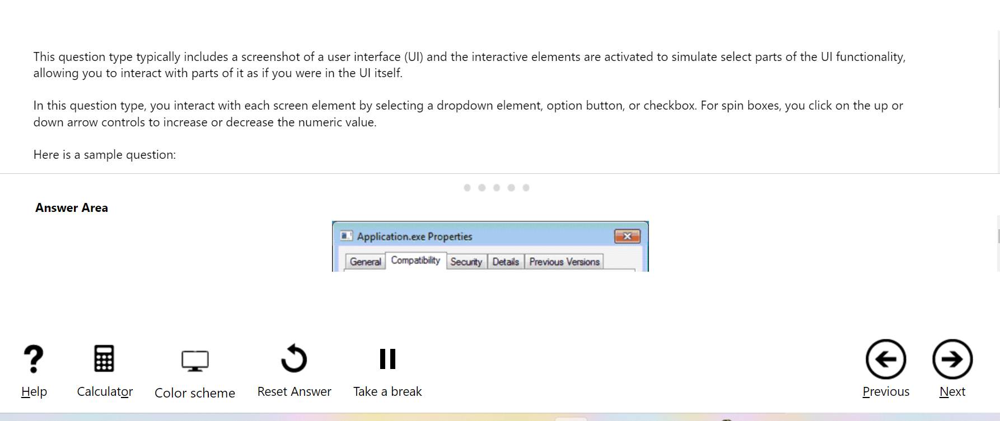 This question type typically includes a screenshot of a user interface (UI) and the interactive elements are activated to simulate select parts of the UI functionality,
allowing you to interact with parts of it as if you were in the UI itself.
In this question type, you interact with each screen element by selecting a dropdown element, option button, or checkbox. For spin boxes, you click on the up or
down arrow controls to increase or decrease the numeric value.
Here is a sample question:
Answer Area
Application.exe Properties
General Compatibility Security Details Previous Versions
Help Calculator Color scheme Reset Answer Take a break Previous Next